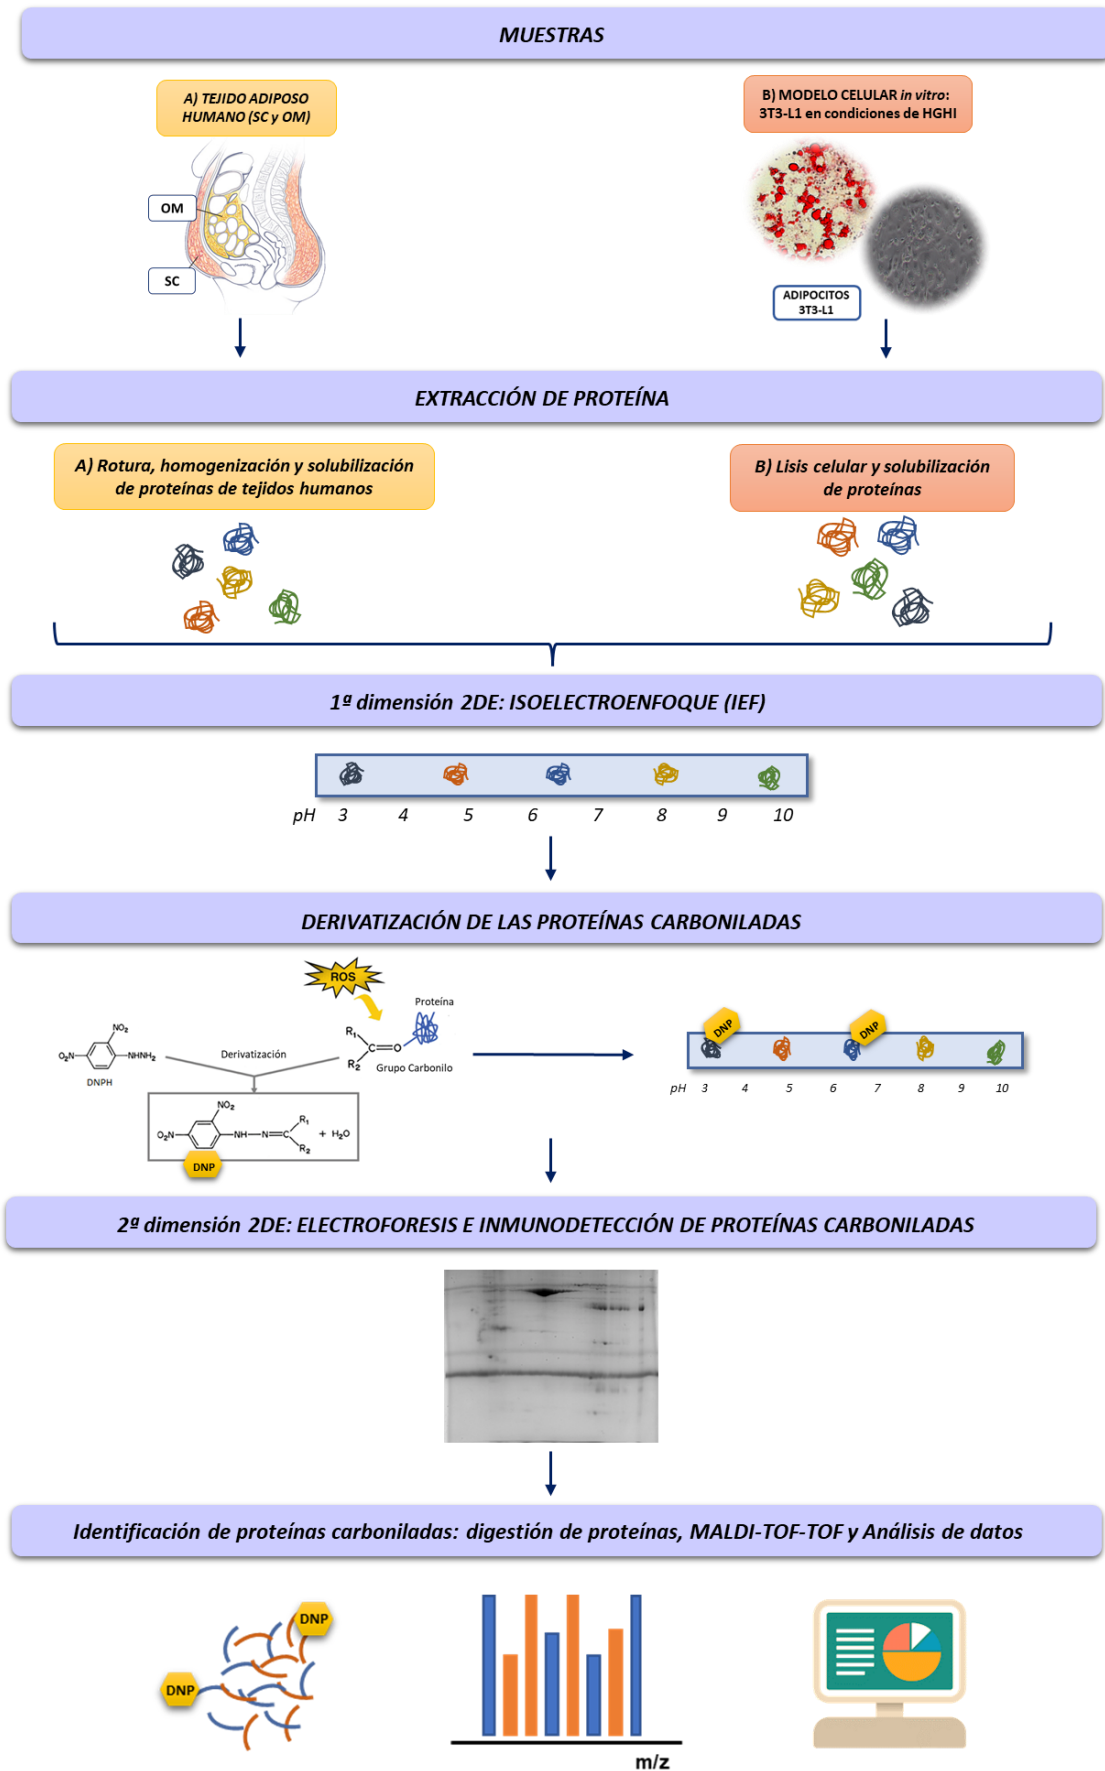 MUESTRAS
A) TEJIDO ADIPOSO
HUMANO (SC y OM)
B) MODELO CELULAR in vitro:
3T3-L1 en condiciones de HGHI
OM
SC
ADIPOCITOS
3T3-L1
EXTRACCIÓN DE PROTEÍNA
A) Rotura, homogenización y solubilización
de proteínas de tejidos humanos
B) Lisis celular y solubilización
de proteínas
1ª dimensión 2DE: ISOELECTROENFOQUE (IEF)
pH 3 4 5 6 7 8 9 10
DERIVATIZACIÓN DE LAS PROTEÍNAS CARBONILADAS
ROS
Proteína
NO2
O2N
NHNH2
DNPH
Derivatización
R1
C
O
R2
Grupo Carbonilo
DNP
DNP
pH 3 4 5 6 7 8 9 10
NO2
O2N
NH
N
C
R1
R2
+ H2O
DNP
2ª dimensión 2DE: ELECTROFORESIS E INMUNODETECCIÓN DE PROTEÍNAS CARBONILADAS
Identificación de proteínas carboniladas: digestión de proteínas, MALDI-TOF-TOF y Análisis de datos
DNP
DNP
m/z